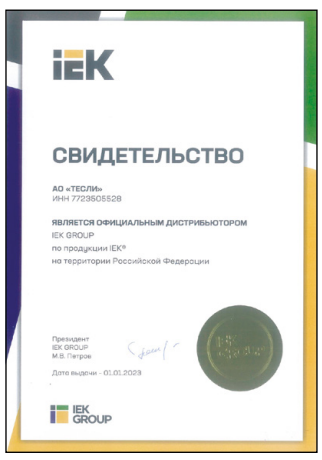 IEK
СВИДЕТЕЛЬСТВО
АО «ТЕСЛИ»
ИНН 7723505528
ЯВЛЯЕТСЯ ОФИЦИАЛЬНЫМ ДИСТРИБЬЮТОРОМ
IEK GROUP
по продукции IEK®
на территории Российской Федерации
Президент
IEK GROUP
М.В. Петров
Дата выдачи - 01.01.2023
IEK
GROUP